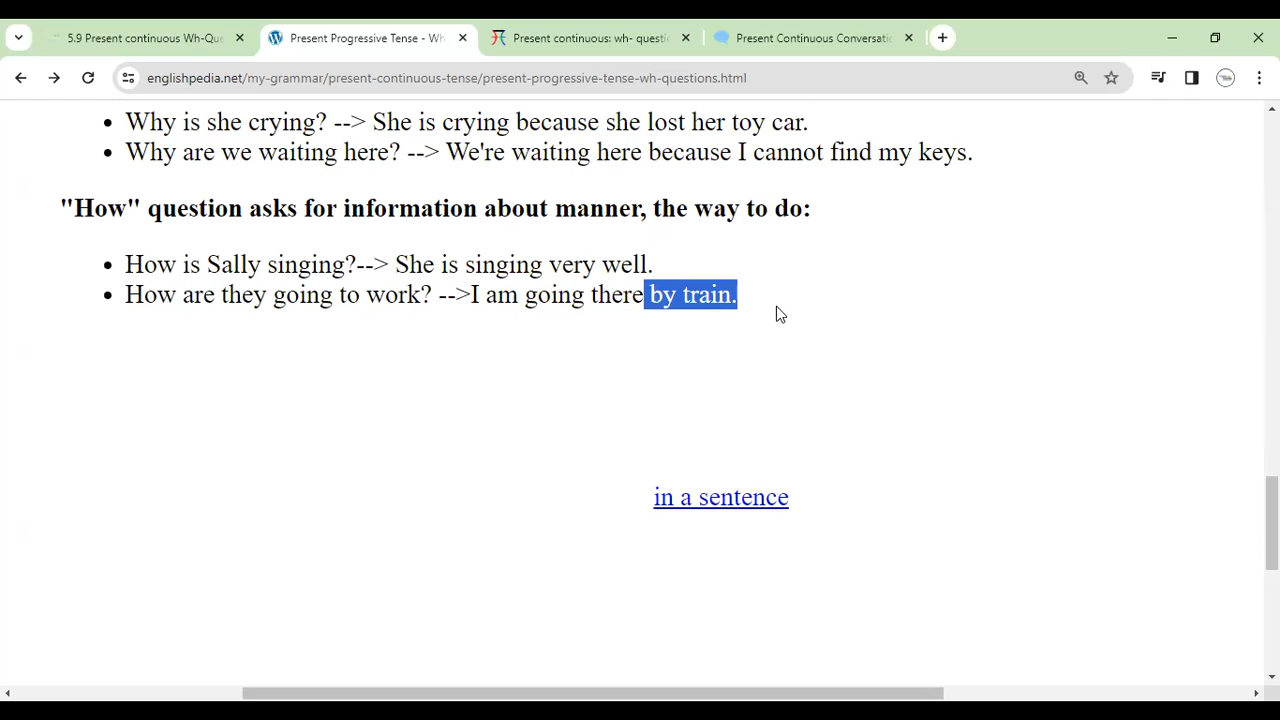 5.9 Present continuous Wh-Que
Present Progressive Tense - Wh
Present continuous: wh- questi
Present Continuous Conversatio
englishpedia.net/my-grammar/present-continuous-tense/present-progressive-tense-wh-questions.html
• Why is she crying? --> She is crying because she lost her toy car.
• Why are we waiting here? --> We're waiting here because I cannot find my keys.
"How" question asks for information about manner, the way to do:
• How is Sally singing?--> She is singing very well.
• How are they going to work? -->I am going there by train.
in a sentence